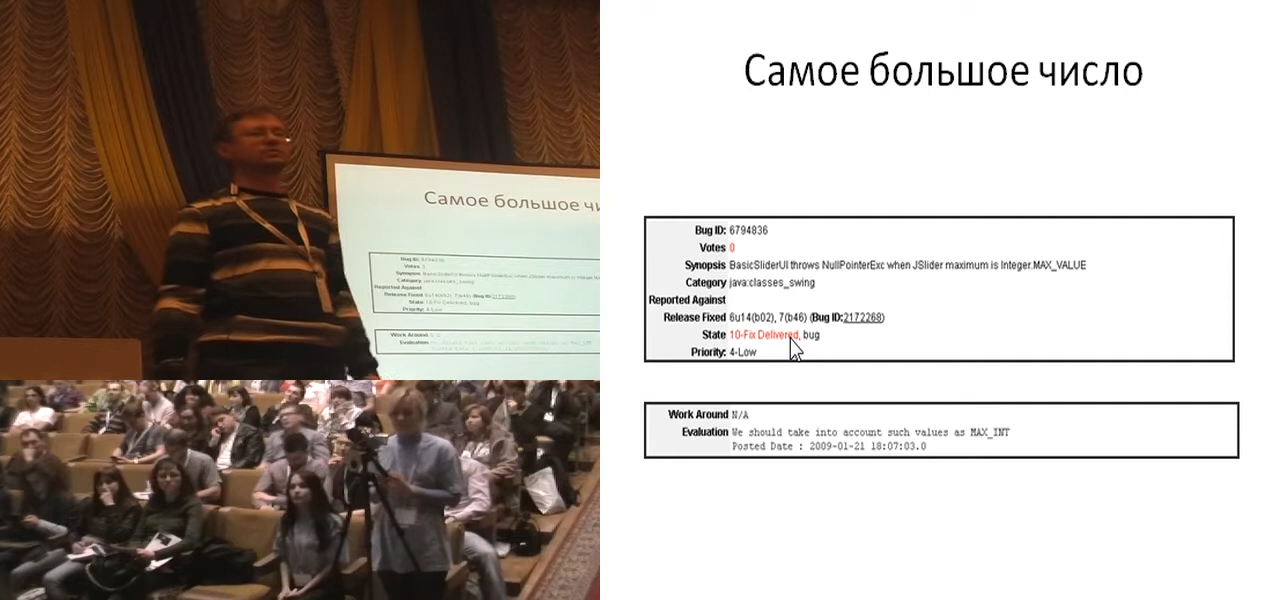 Самое большое чи
Самое большое число
Bug ID: 6794836
Votes 0
Synopsis BasicSliderUI throws NullPointerExc when JSlider maximum is Integer.MAX_VALUE
Category java:classes_swing
Reported Against
Release Fixed 6u14(b02), 7(b46) (Bug ID:2172268)
State 10-Fix Delivered, bug
Priority: 4-Low
Work Around N/A
Evaluation We should take into account such values as MAX_INT
Posted Date : 2009-01-21 18:07:03.0